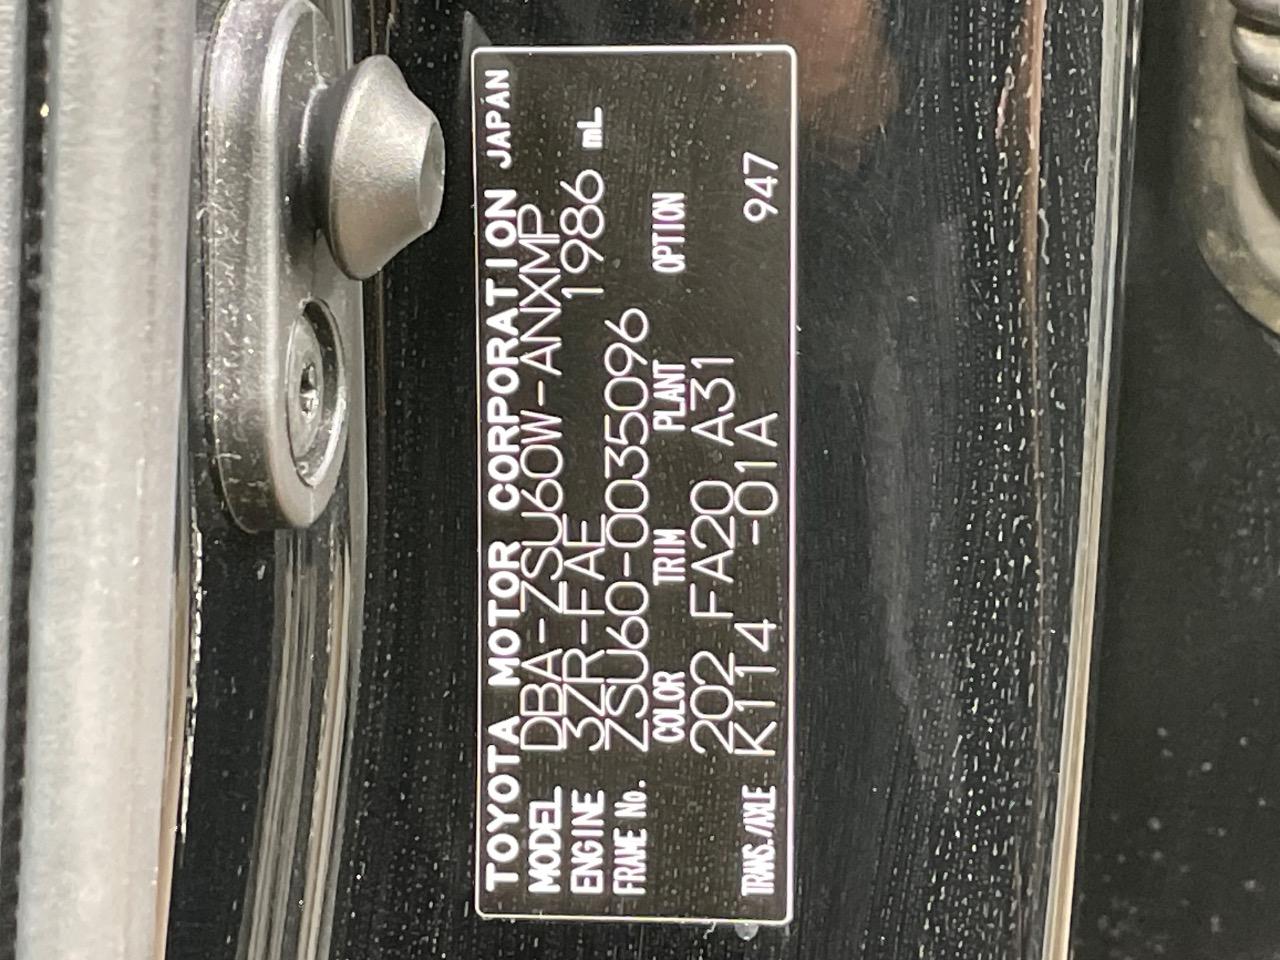 TOYOTA MOTOR CORPORATION JAPAN
MODEL DBA-ZSU60W-ANXMP
ENGINE 3ZR-FAE 1986 mL
FRAME No. ZSU60-0035096
COLOR TRIM PLANT OPTION
202 FA20 A31
TRANS./AXLE K114 -01A 947